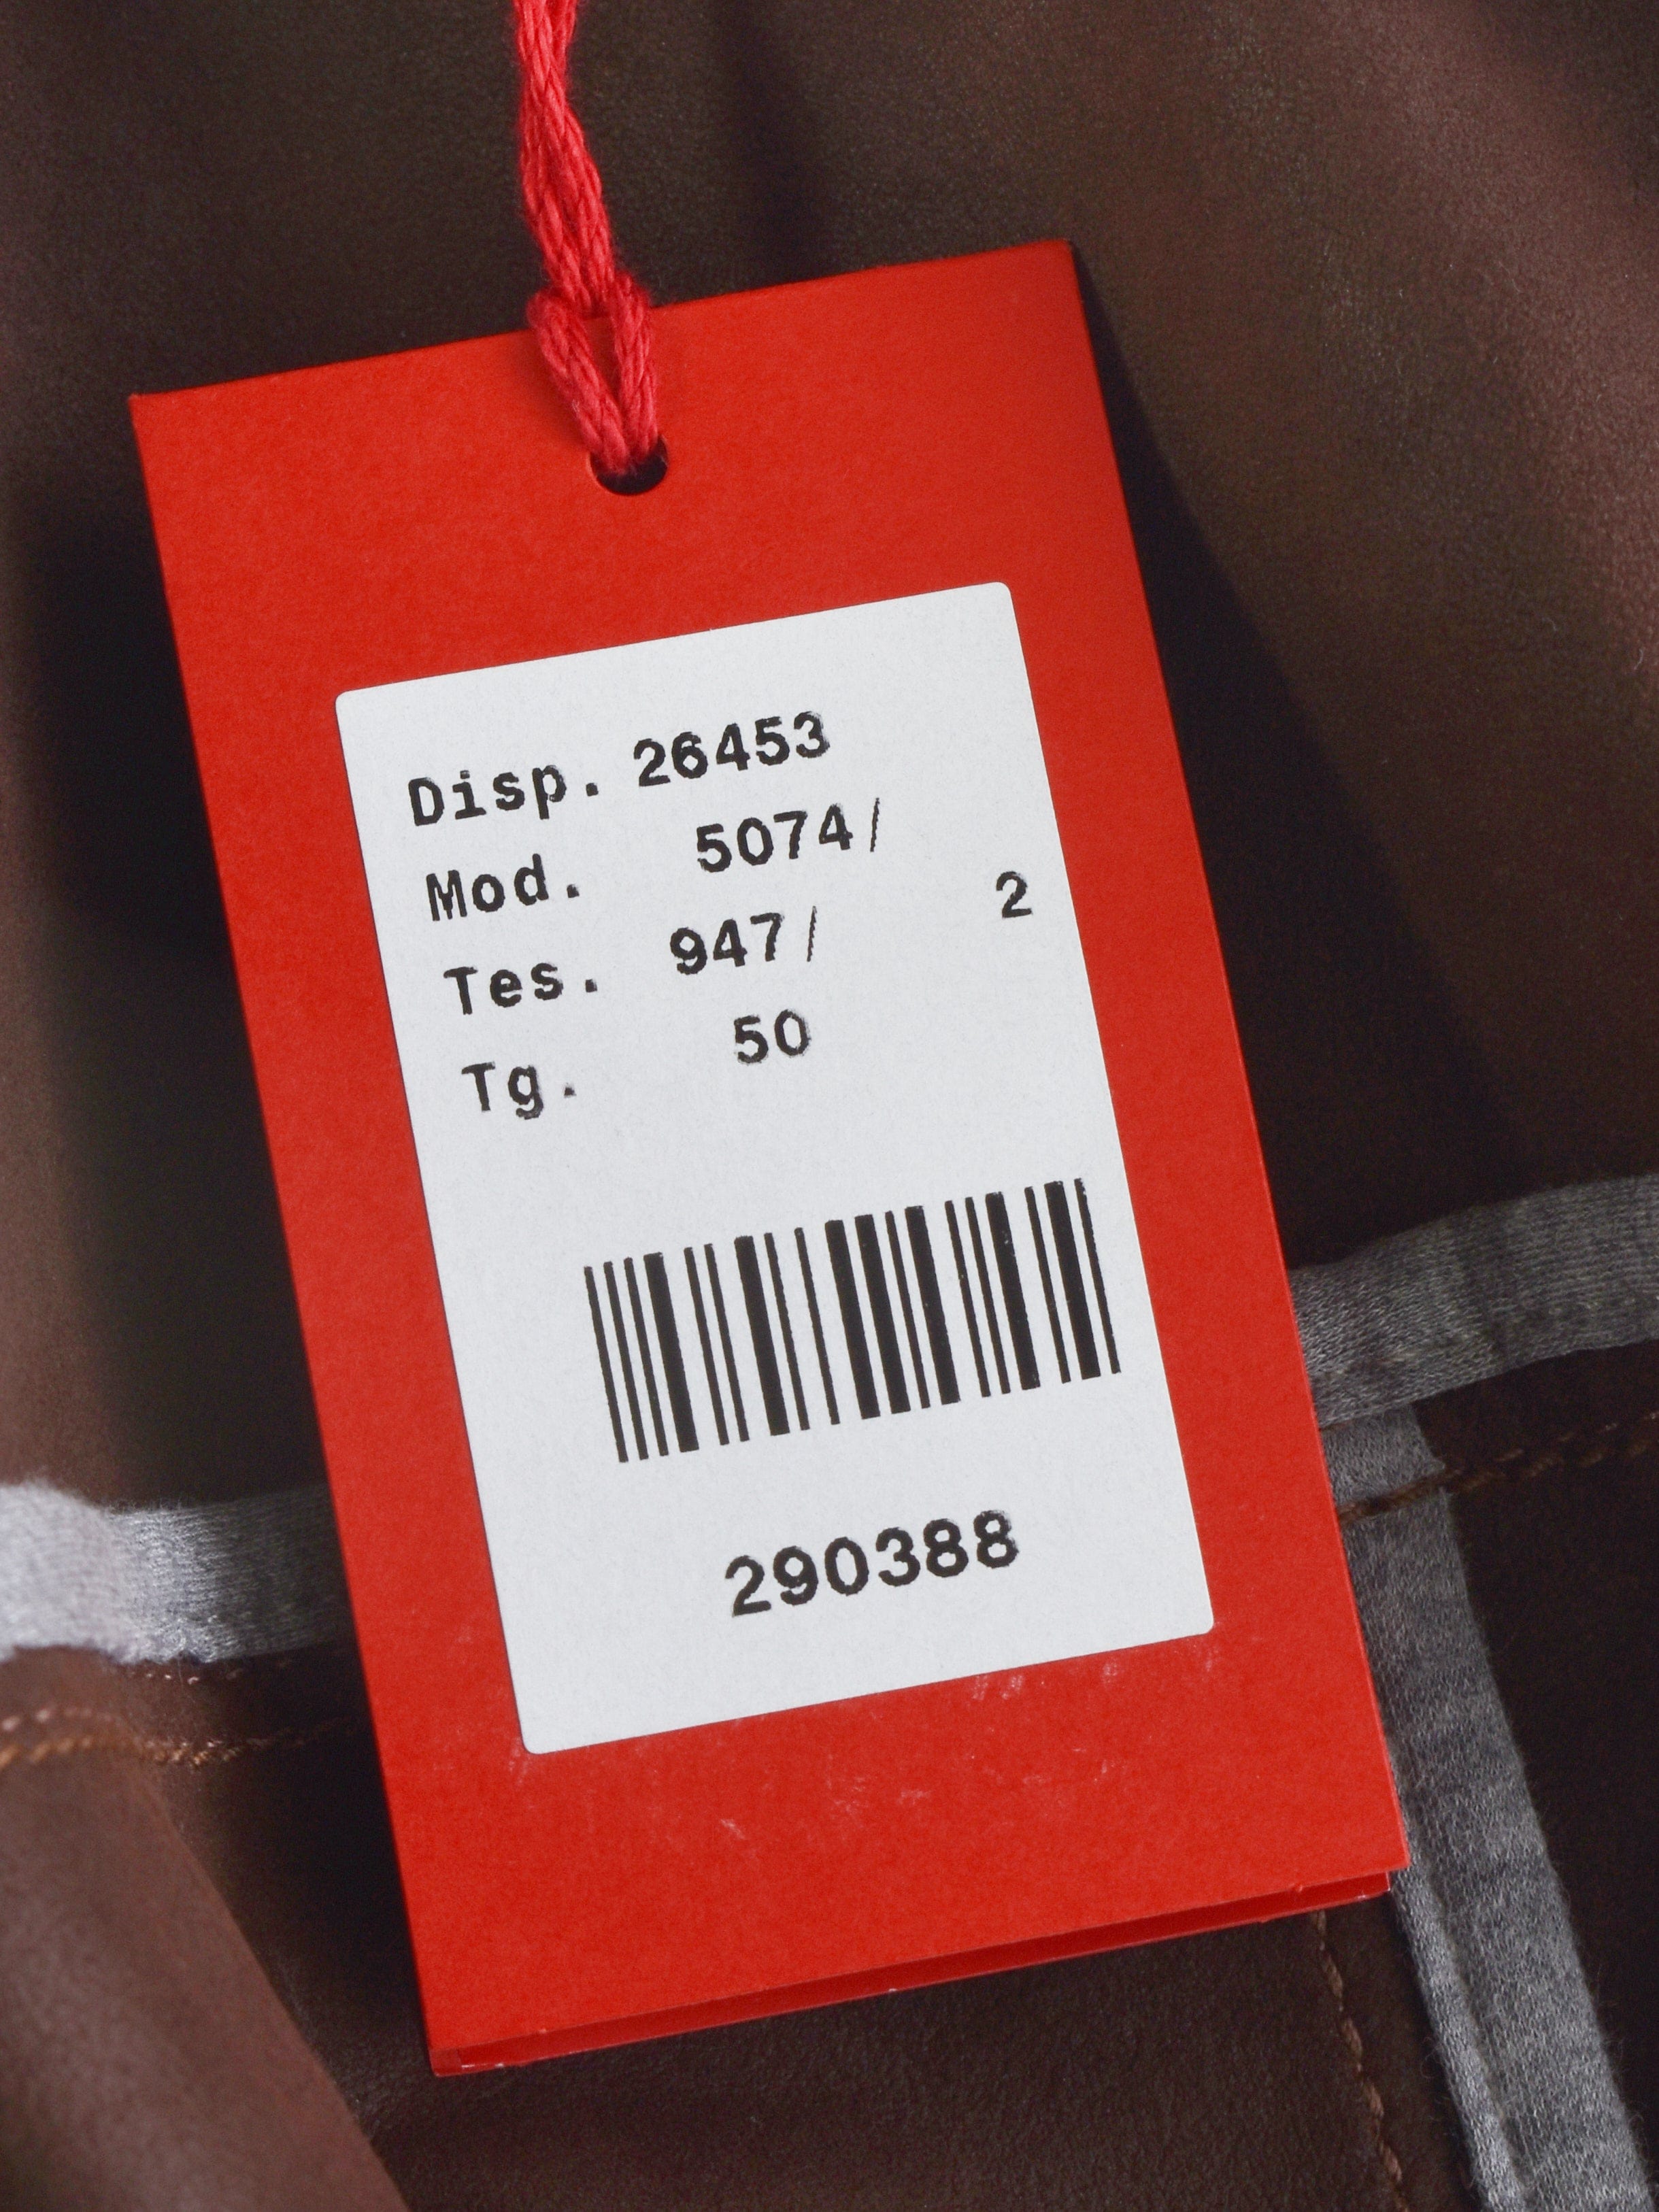 Disp. 26453
Mod. 5074/
Tes. 947/ 2
Tg. 50
290388